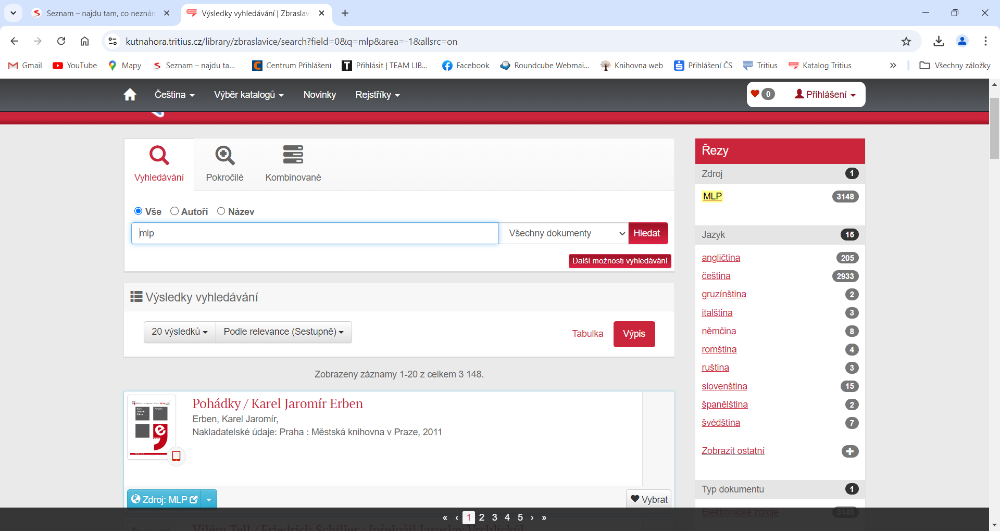 Seznam – najdu tam, co neznám
Výsledky vyhledávání | Zbraslav
kutnahora.tritius.cz/library/zbraslavice/search?field=0&q=mlp&area=-1&allsrc=on
Gmail
YouTube
Mapy
Seznam – najdu ta...
Centrum Přihlášení
Přihlásit | TEAM LIB...
Facebook
Roundcube Webmai...
Knihovna web
Přihlášení ČS
Tritius
Katalog Tritius
»
Všechny záložky
Čeština
Výběr katalogů
Novinky
Rejstříky
0
Přihlášení
Vyhledávání
Pokročilé
Kombinované
Vše
Autoři
Název
mlp
Všechny dokumenty
Hledat
Další možnosti vyhledávání
Výsledky vyhledávání
20 výsledků
Podle relevance (Sestupně)
Tabulka
Výpis
Zobrazeny záznamy 1-20 z celkem 3 148.
Pohádky / Karel Jaromír Erben
Erben, Karel Jaromír,
Nakladatelské údaje: Praha : Městská knihovna v Praze, 2011
Zdroj: MLP
Vybrat
Vilém Tell / Friedrich Schiller ; [přeložil Jaroslav Vrchlický]
« ‹ 1 2 3 4 5 › »
Řezy
Zdroj 1
MLP 3148
Jazyk 15
angličtina 205
čeština 2933
gruzínština 2
italština 3
němčina 8
romština 4
ruština 3
slovenština 15
španělština 2
švédština 7
Zobrazit ostatní
Typ dokumentu 1
Elektronické zdroje 3148